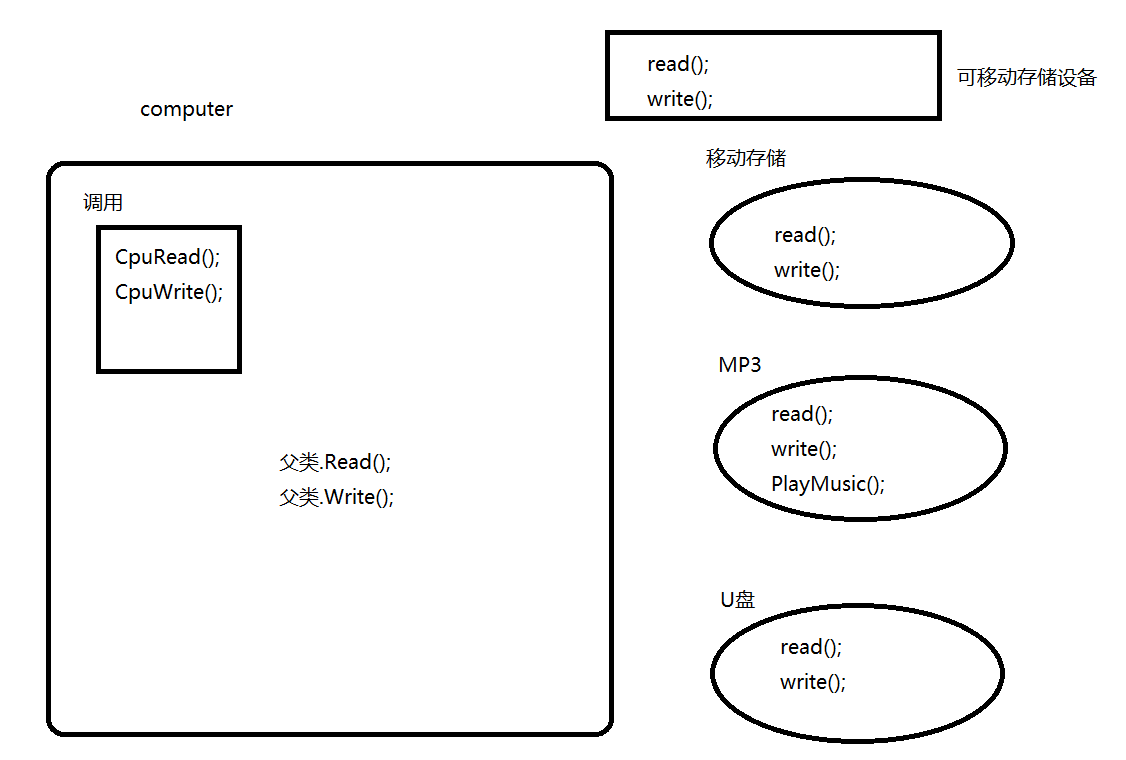 computer
调用
CpuRead();
CpuWrite();
父类.Read();
父类.Write();
read();
write();
可移动存储设备
移动存储
read();
write();
MP3
read();
write();
PlayMusic();
U盘
read();
write();